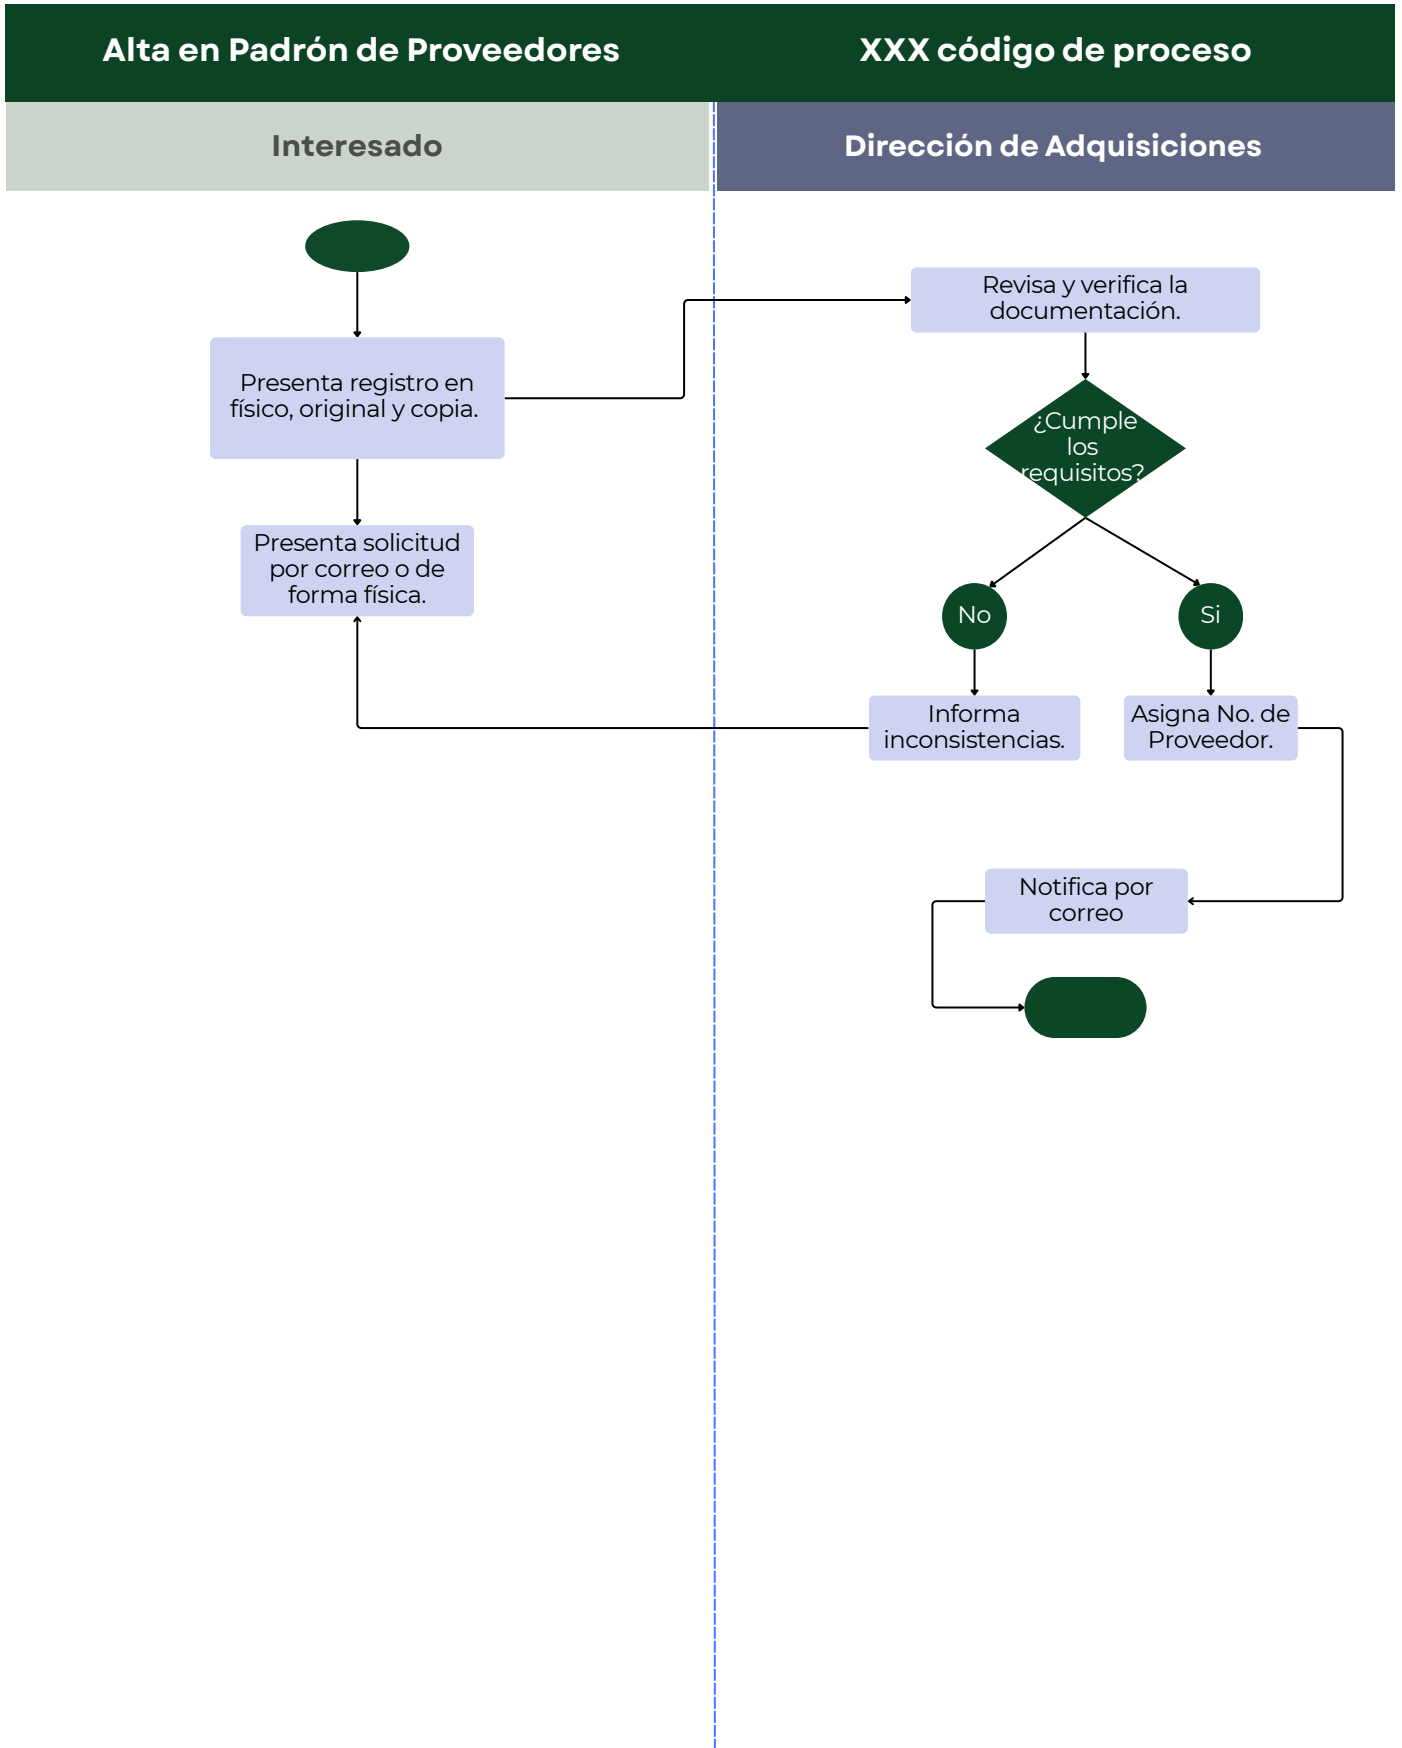 Alta en Padrón de Proveedores
XXX código de proceso
Interesado
Dirección de Adquisiciones
Presenta registro en
físico, original y copia.
Presenta solicitud
por correo o de
forma física.
Revisa y verifica la
documentación.
¿Cumple
los
requisitos?
No
Si
Informa
inconsistencias.
Asigna No. de
Proveedor.
Notifica por
correo